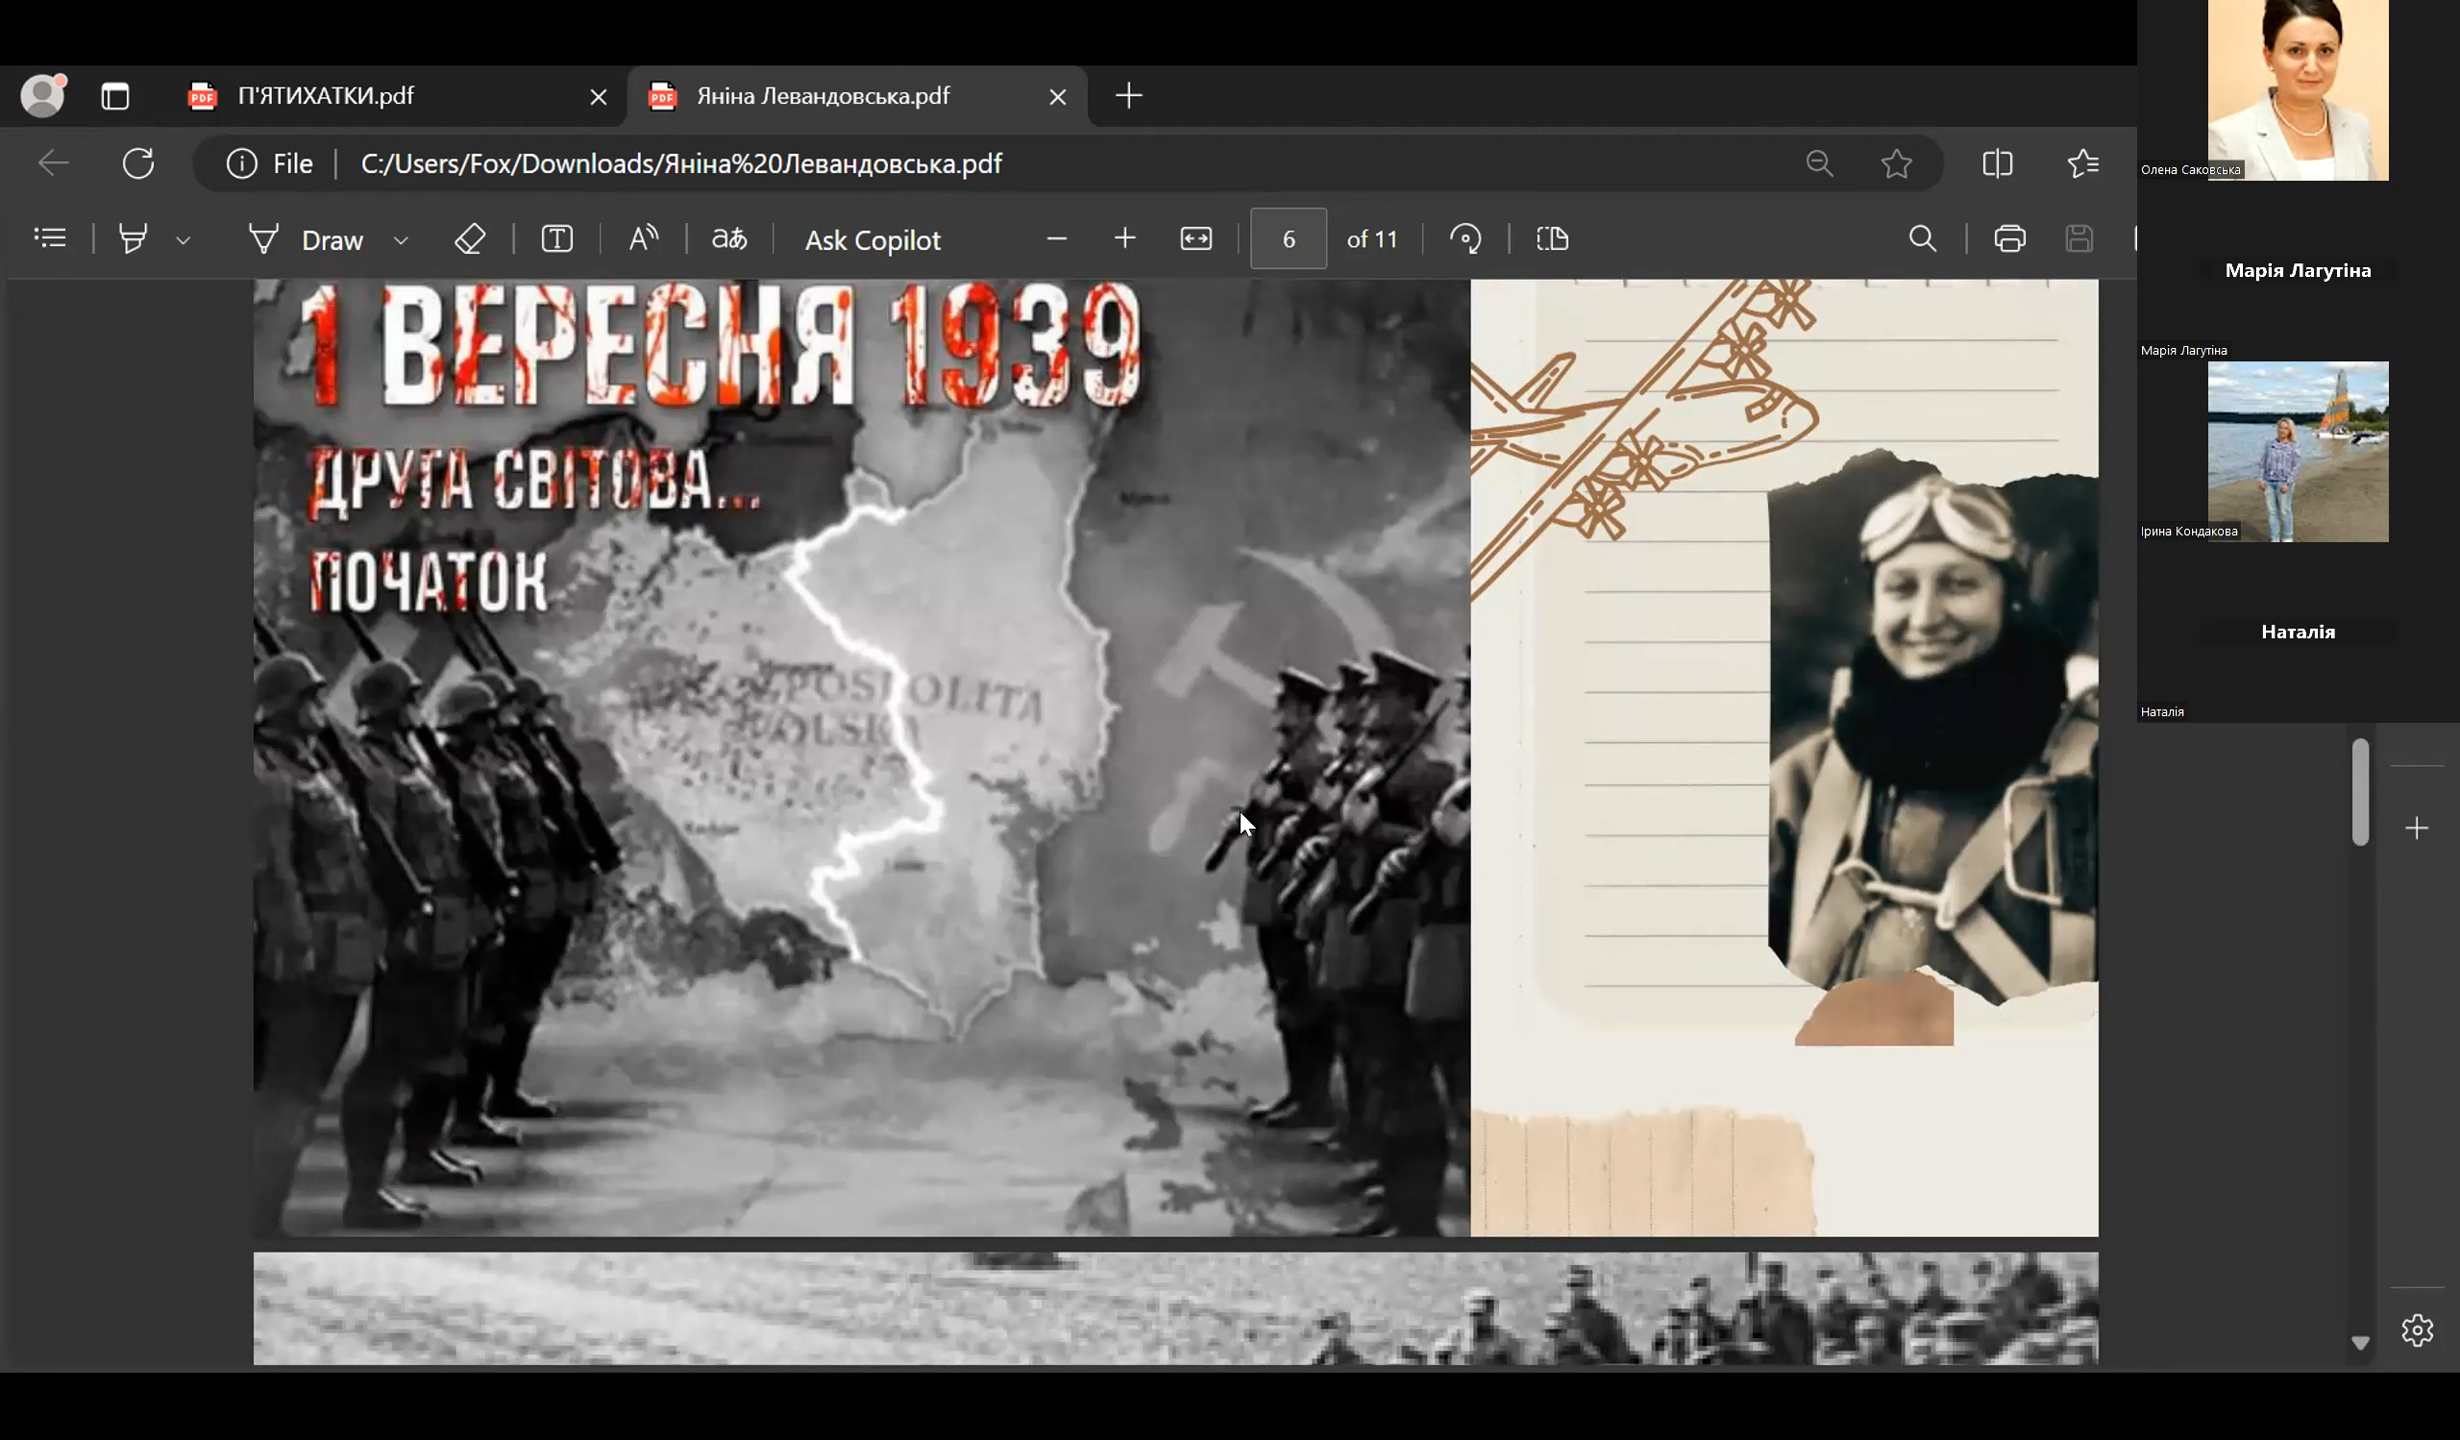 П'ЯТИХАТКИ.pdf
Яніна Левандовська.pdf
File
C:/Users/Fox/Downloads/Яніна%20Левандовська.pdf
Draw
Ask Copilot
6
of 11
1 ВЕРЕСНЯ 1939
ДРУГА СВІТОВА...
ПОЧАТОК
Олена Саковська
Марія Лагутіна
Марія Лагутіна
Ірина Кондакова
Наталія
Наталія